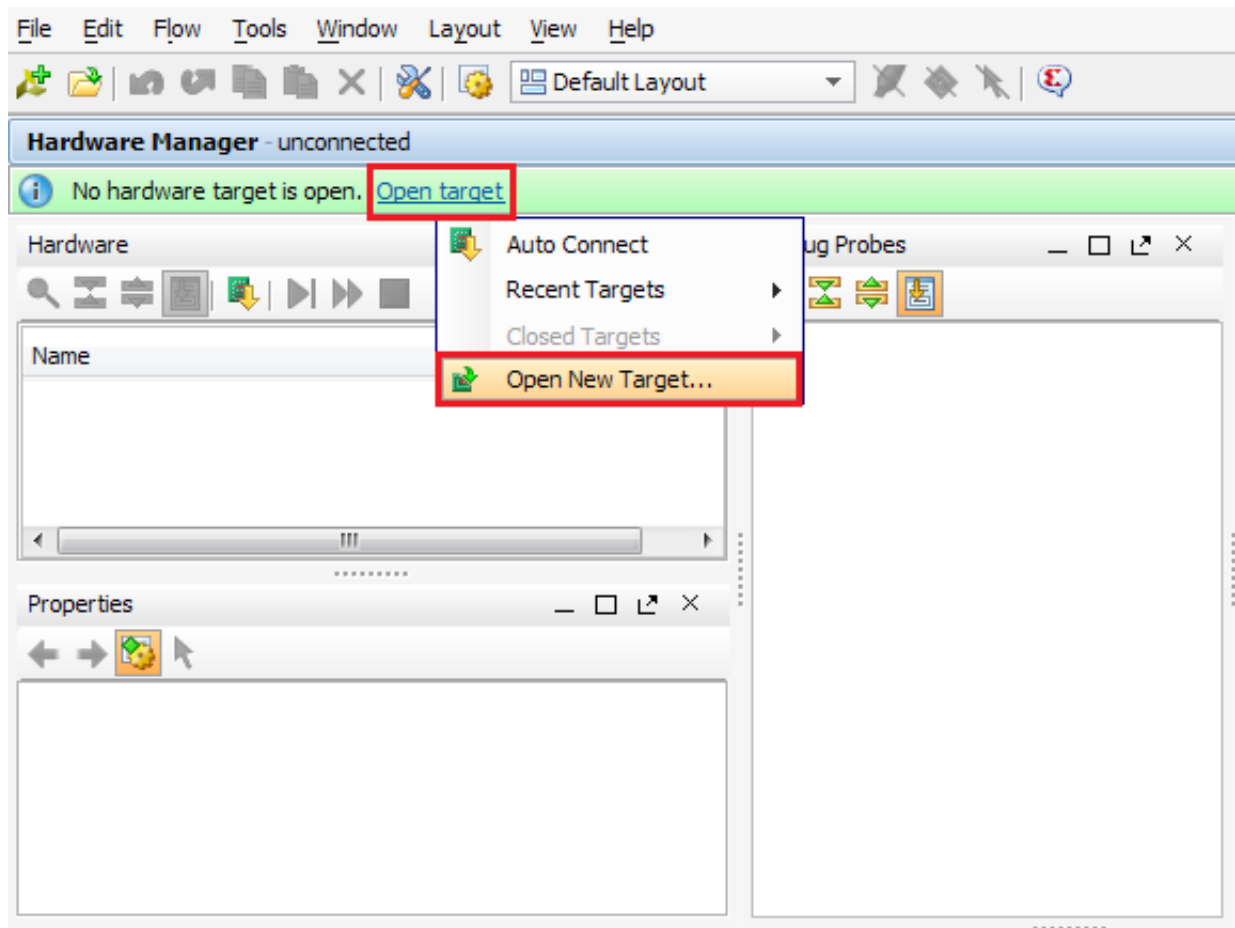 File Edit Flow Tools Window Layout View Help
Default Layout
Hardware Manager - unconnected
No hardware target is open. Open target
Hardware
ug Probes
Auto Connect
Recent Targets
Closed Targets
Open New Target...
Name
Properties